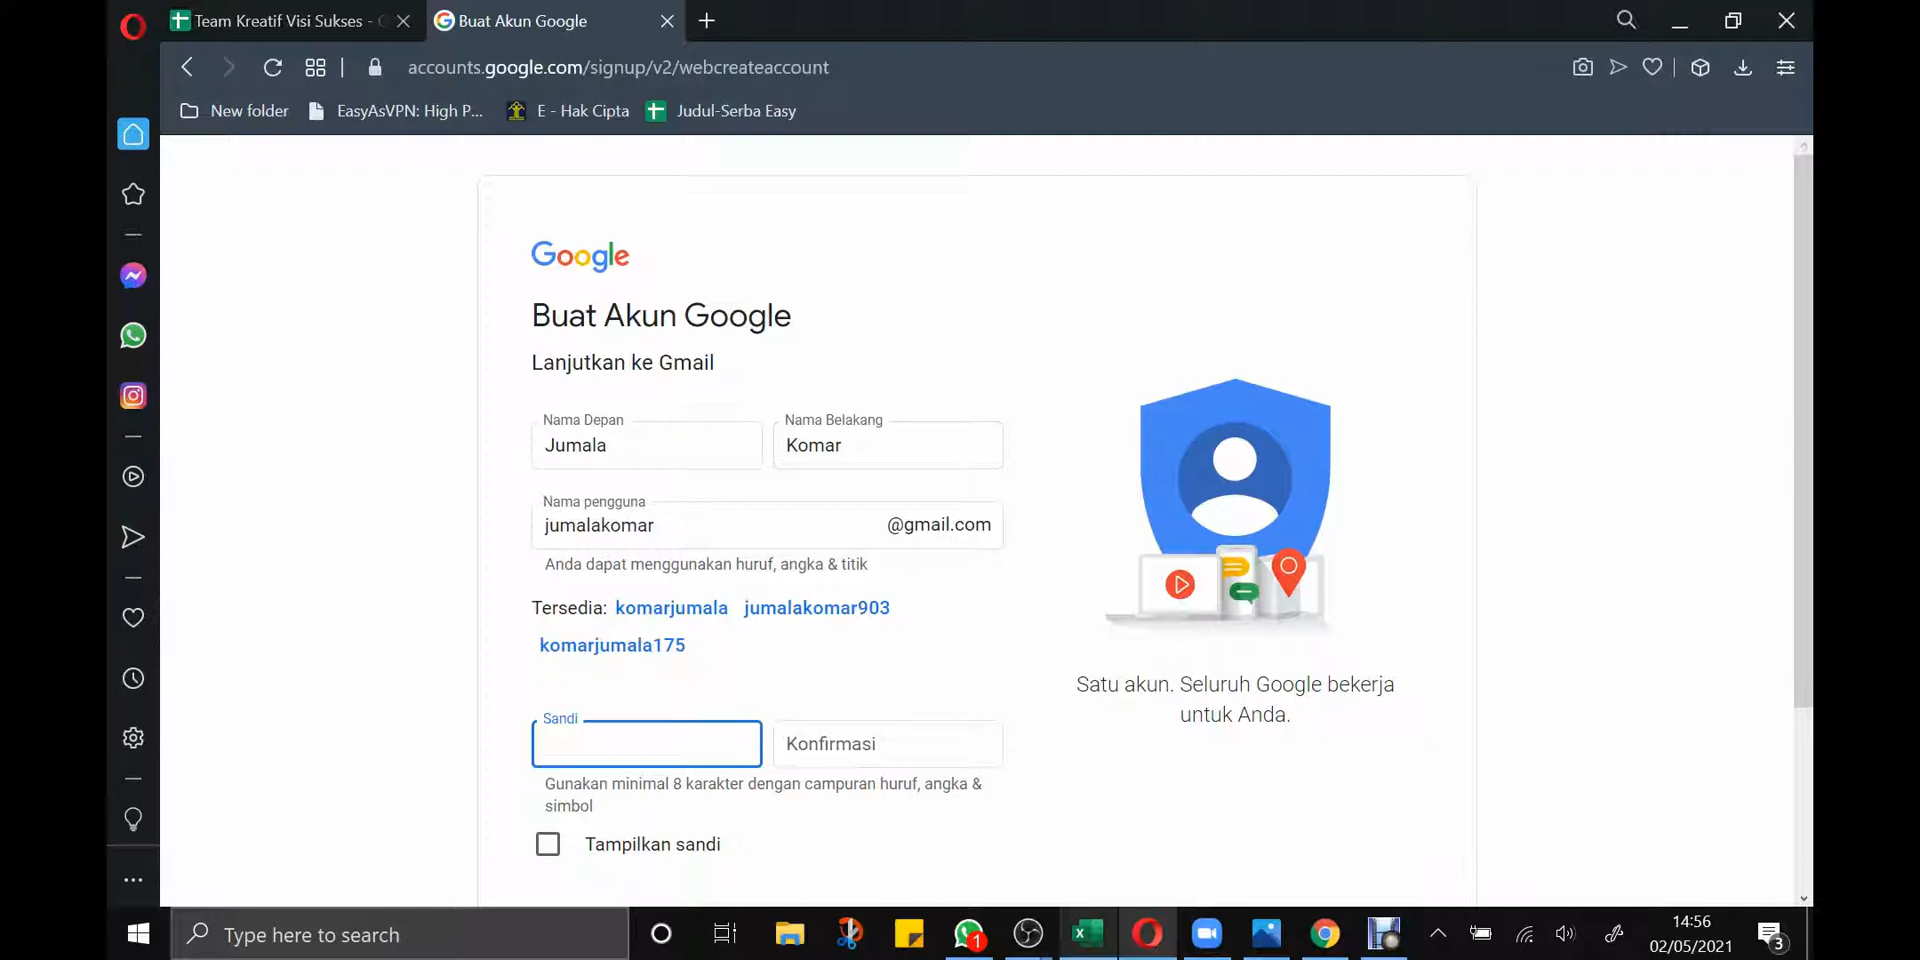 Team Kreatif Visi Sukses -
Buat Akun Google
accounts.google.com/signup/v2/webcreateaccount
New folder
EasyAsVPN: High P...
E - Hak Cipta
Judul-Serba Easy
Google
Buat Akun Google
Lanjutkan ke Gmail
Nama Depan
Nama Belakang
Jumala
Komar
Nama pengguna
jumalakomar
@gmail.com
Anda dapat menggunakan huruf, angka & titik
Tersedia: komarjumala jumalakomar903
komarjumala175
Sandi
Konfirmasi
Gunakan minimal 8 karakter dengan campuran huruf, angka &
simbol
Tampilkan sandi
Satu akun. Seluruh Google bekerja
untuk Anda.
Type here to search
1
14:56
02/05/2021
3